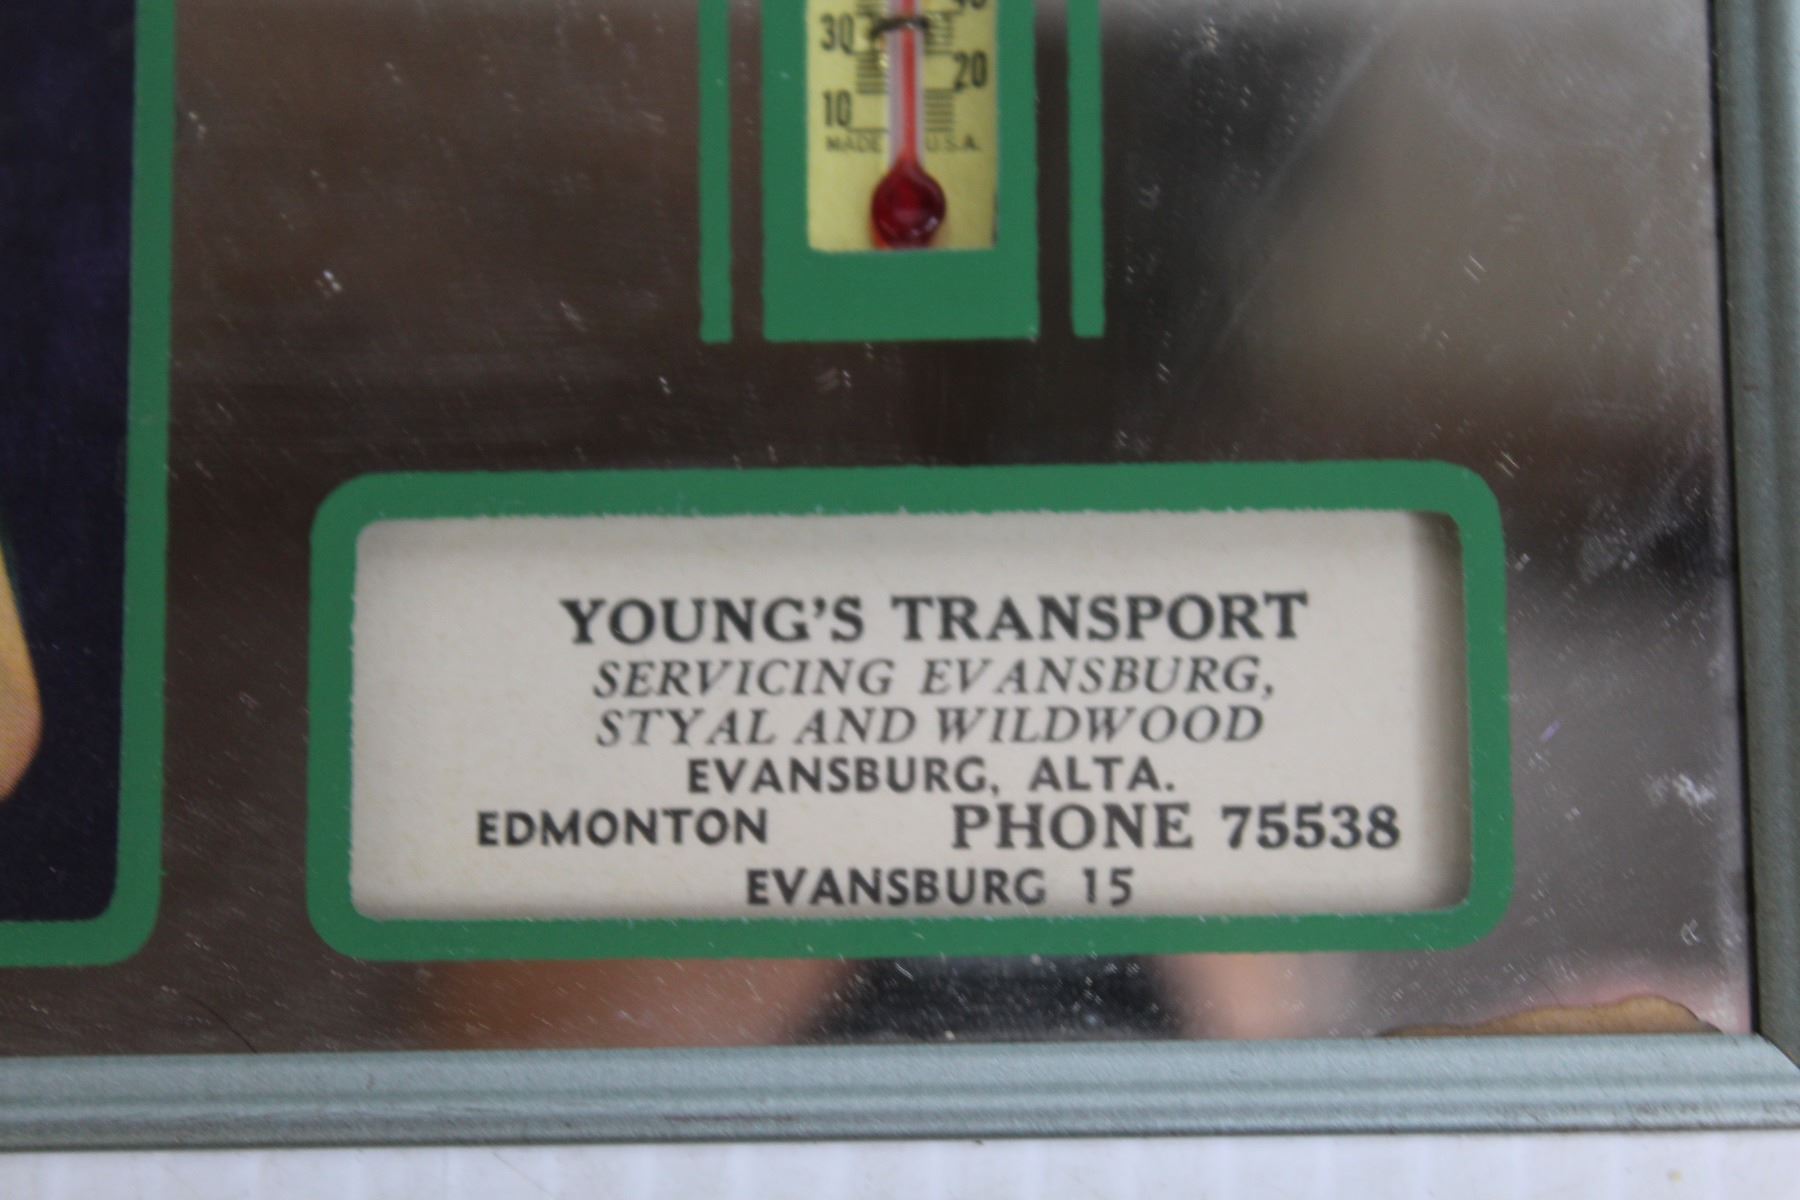 30
20
10
MADE U.S.A.
YOUNG'S TRANSPORT
SERVICING EVANSBURG,
STYAL AND WILDWOOD
EVANSBURG, ALTA.
EDMONTON PHONE 75538
EVANSBURG 15